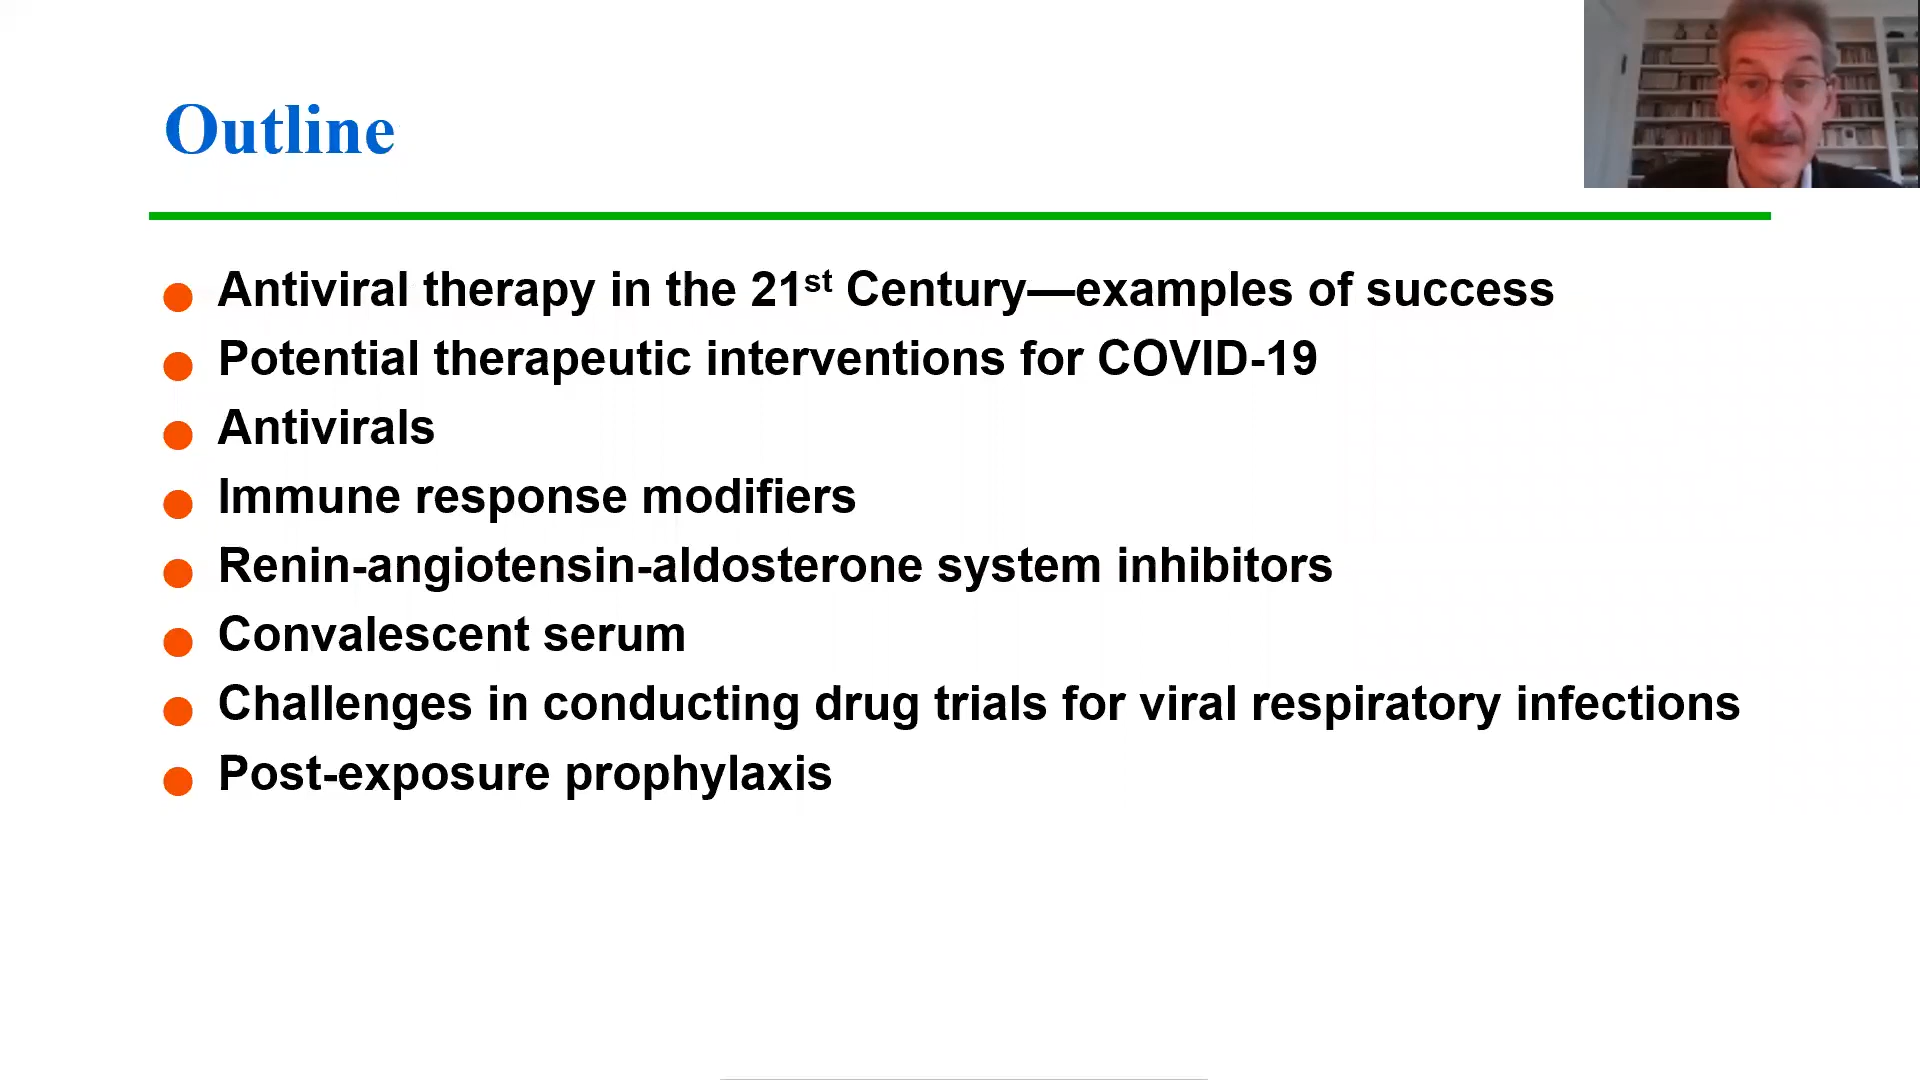 Outline
Antiviral therapy in the 21st Century—examples of success
Potential therapeutic interventions for COVID-19
Antivirals
Immune response modifiers
Renin-angiotensin-aldosterone system inhibitors
Convalescent serum
Challenges in conducting drug trials for viral respiratory infections
Post-exposure prophylaxis